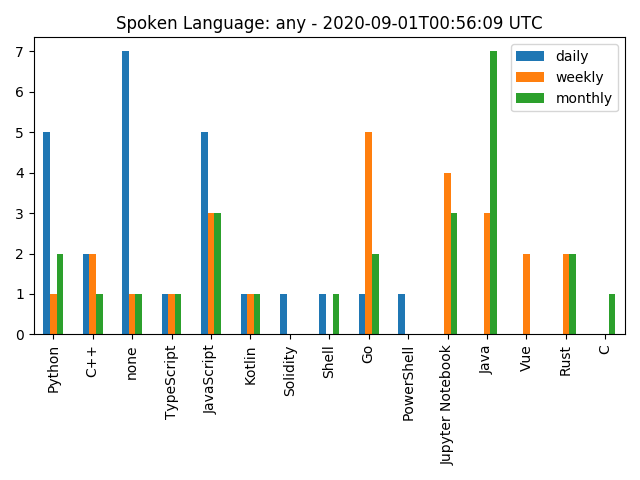 Spoken Language: any - 2020-09-01T00:56:09 UTC
daily
weekly
monthly
7
6
5
4
3
2
1
0
Python
C++
none
TypeScript
JavaScript
Kotlin
Solidity
Shell
Go
PowerShell
Jupyter Notebook
Java
Vue
Rust
C